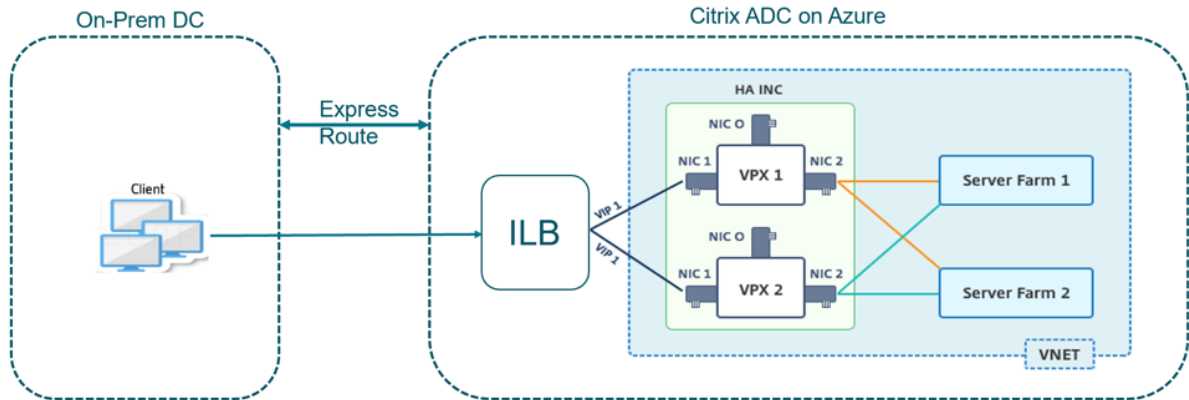 On-Prem DC
Citrix ADC on Azure
Express
Route
Client
ILB
VIP 1
VIP 1
HA INC
NIC O
NIC 1
VPX 1
NIC 2
NIC O
NIC 1
VPX 2
NIC 2
Server Farm 1
Server Farm 2
VNET